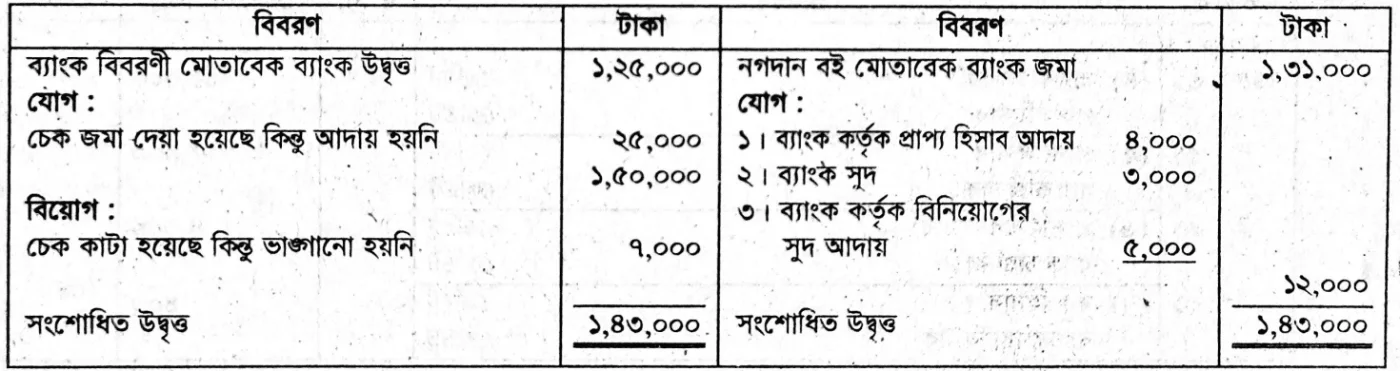 বিবরণ টাকা বিবরণ টাকা
ব্যাংক বিবরণী মোতাবেক ব্যাংক উদ্বৃত্ত ১,২৫,০০০ নগদান বই মোতাবেক ব্যাংক জমা ১,৩১,০০০
যোগ : যোগ :
চেক জমা দেয়া হয়েছে কিন্তু আদায় হয়নি ২৫,০০০ ১। ব্যাংক কর্তৃক প্রাপ্য হিসাব আদায় ৪,০০০
১,৫০,০০০ ২। ব্যাংক সুদ ৩,০০০
বিয়োগ : ৩। ব্যাংক কর্তৃক বিনিয়োগের
চেক কাটা হয়েছে কিন্তু ভাঙ্গানো হয়নি ৭,০০০ সুদ আদায় ৫,০০০
১২,০০০
সংশোধিত উদ্বৃত্ত ১,৪৩,০০০ সংশোধিত উদ্বৃত্ত ১,৪৩,০০০